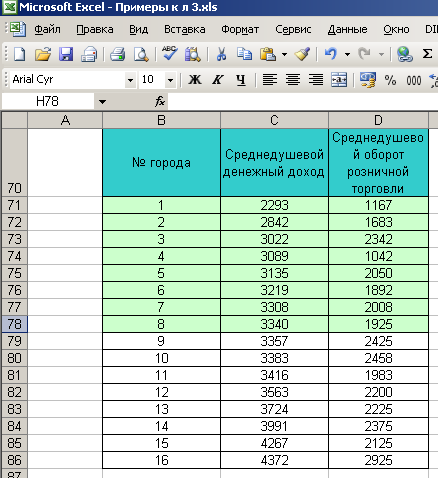 Microsoft Excel - Примеры к л 3.xls
Файл Правка Вид Вставка Формат Сервис Данные Окно
Arial Cyr 10 Ж К Ч % 000
H78 fx
A B C D
70 № города Среднедушевой денежный доход Среднедушево й оборот розничной торговли
71 1 2293 1167
72 2 2842 1683
73 3 3022 2342
74 4 3089 1042
75 5 3135 2050
76 6 3219 1892
77 7 3308 2008
78 8 3340 1925
79 9 3357 2425
80 10 3383 2458
81 11 3416 1983
82 12 3563 2200
83 13 3724 2225
84 14 3991 2375
85 15 4267 2125
86 16 4372 2925
87